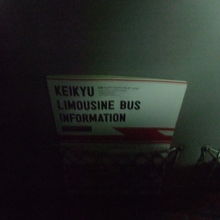 KEIKYU
LIMOUSINE BUS
INFORMATION